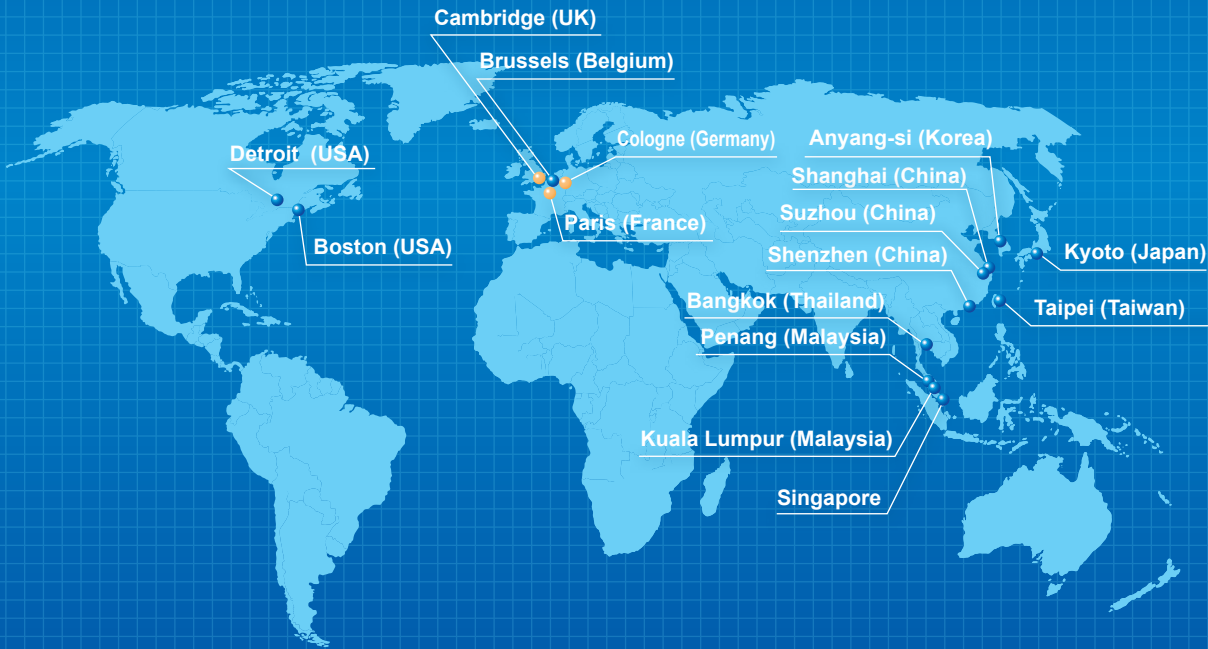 Cambridge (UK)
Brussels (Belgium)
Cologne (Germany)
Anyang-si (Korea)
Detroit (USA)
Shanghai (China)
Suzhou (China)
Paris (France)
Boston (USA)
Shenzhen (China)
Kyoto (Japan)
Bangkok (Thailand)
Taipei (Taiwan)
Penang (Malaysia)
Kuala Lumpur (Malaysia)
Singapore